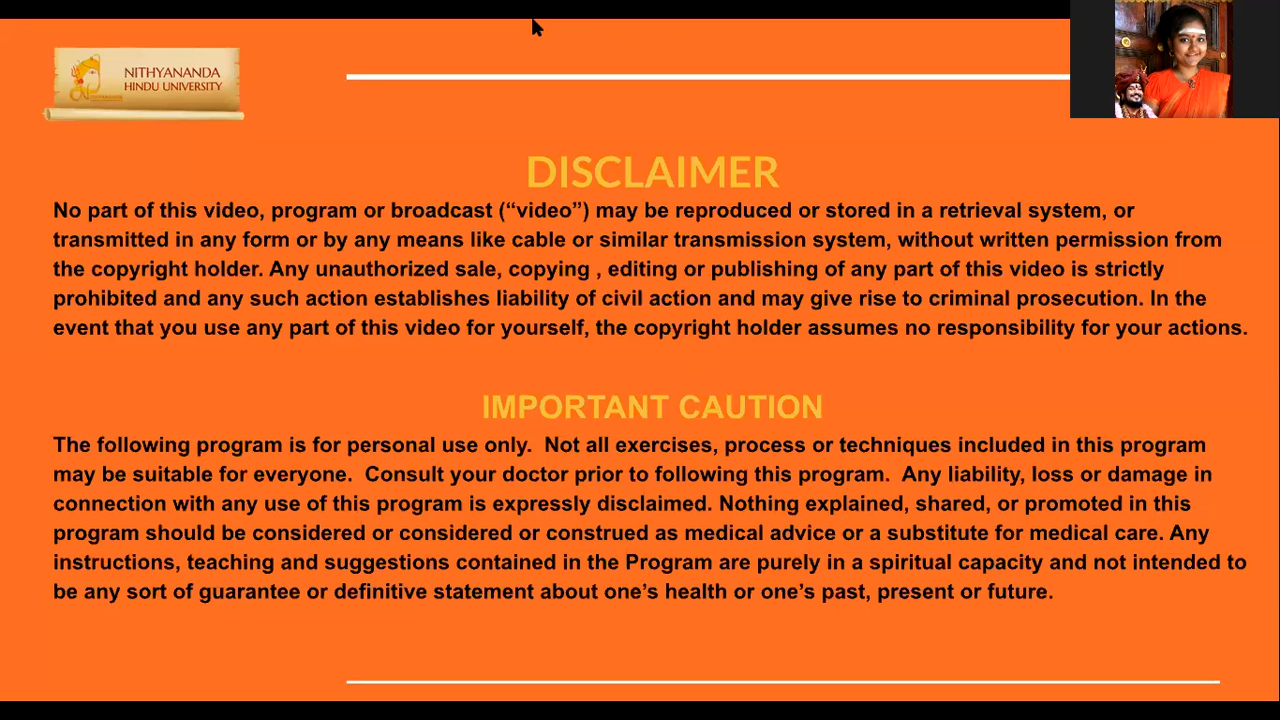 NITHYANANDA
HINDU UNIVERSITY
DISCLAIMER
No part of this video, program or broadcast (“video”) may be reproduced or stored in a retrieval system, or
transmitted in any form or by any means like cable or similar transmission system, without written permission from
the copyright holder. Any unauthorized sale, copying , editing or publishing of any part of this video is strictly
prohibited and any such action establishes liability of civil action and may give rise to criminal prosecution. In the
event that you use any part of this video for yourself, the copyright holder assumes no responsibility for your actions.
IMPORTANT CAUTION
The following program is for personal use only.  Not all exercises, process or techniques included in this program
may be suitable for everyone.  Consult your doctor prior to following this program.  Any liability, loss or damage in
connection with any use of this program is expressly disclaimed. Nothing explained, shared, or promoted in this
program should be considered or considered or construed as medical advice or a substitute for medical care. Any
instructions, teaching and suggestions contained in the Program are purely in a spiritual capacity and not intended to
be any sort of guarantee or definitive statement about one’s health or one’s past, present or future.